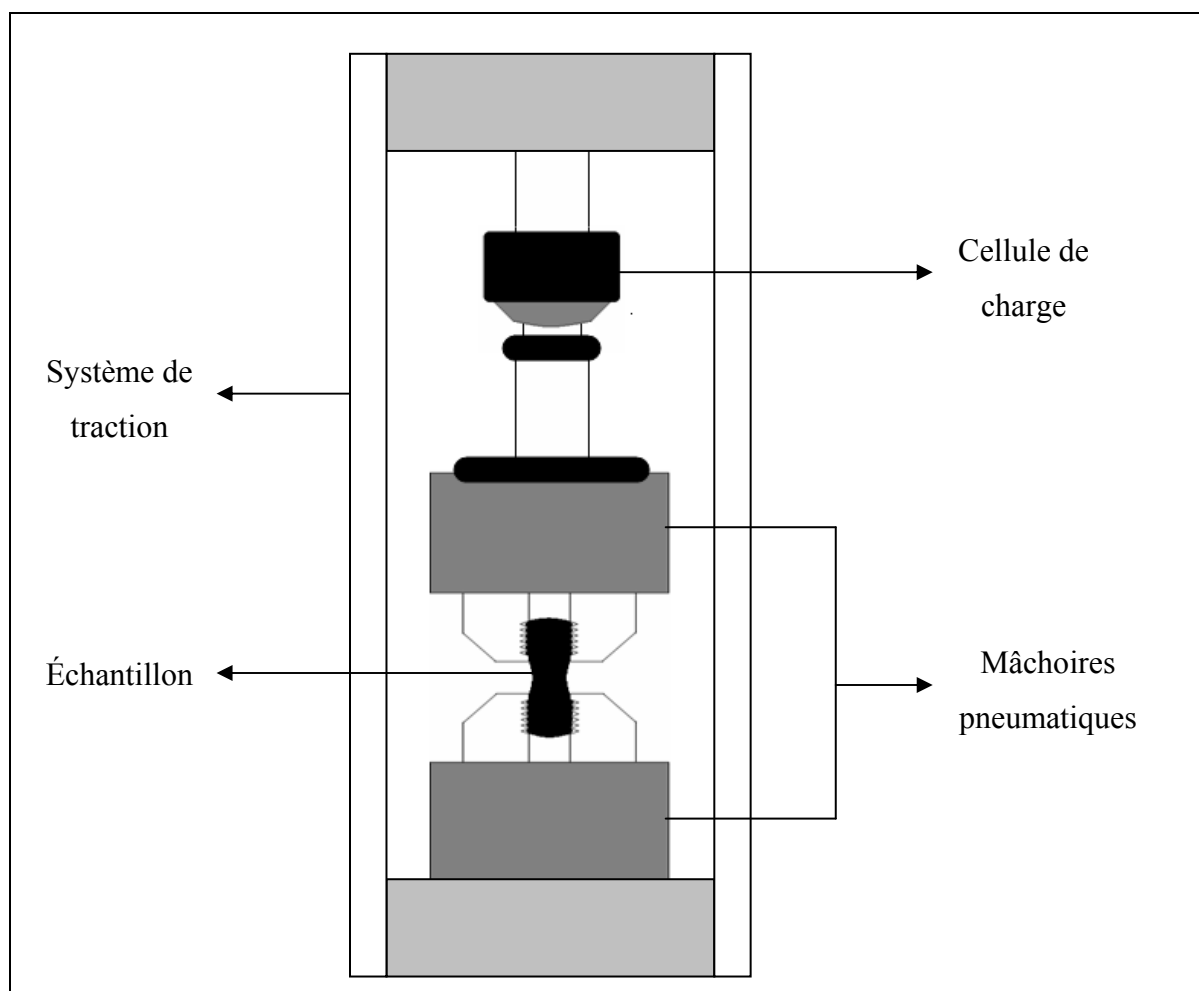 Cellule de
charge
Système de
traction
Échantillon
Mâchoires
pneumatiques